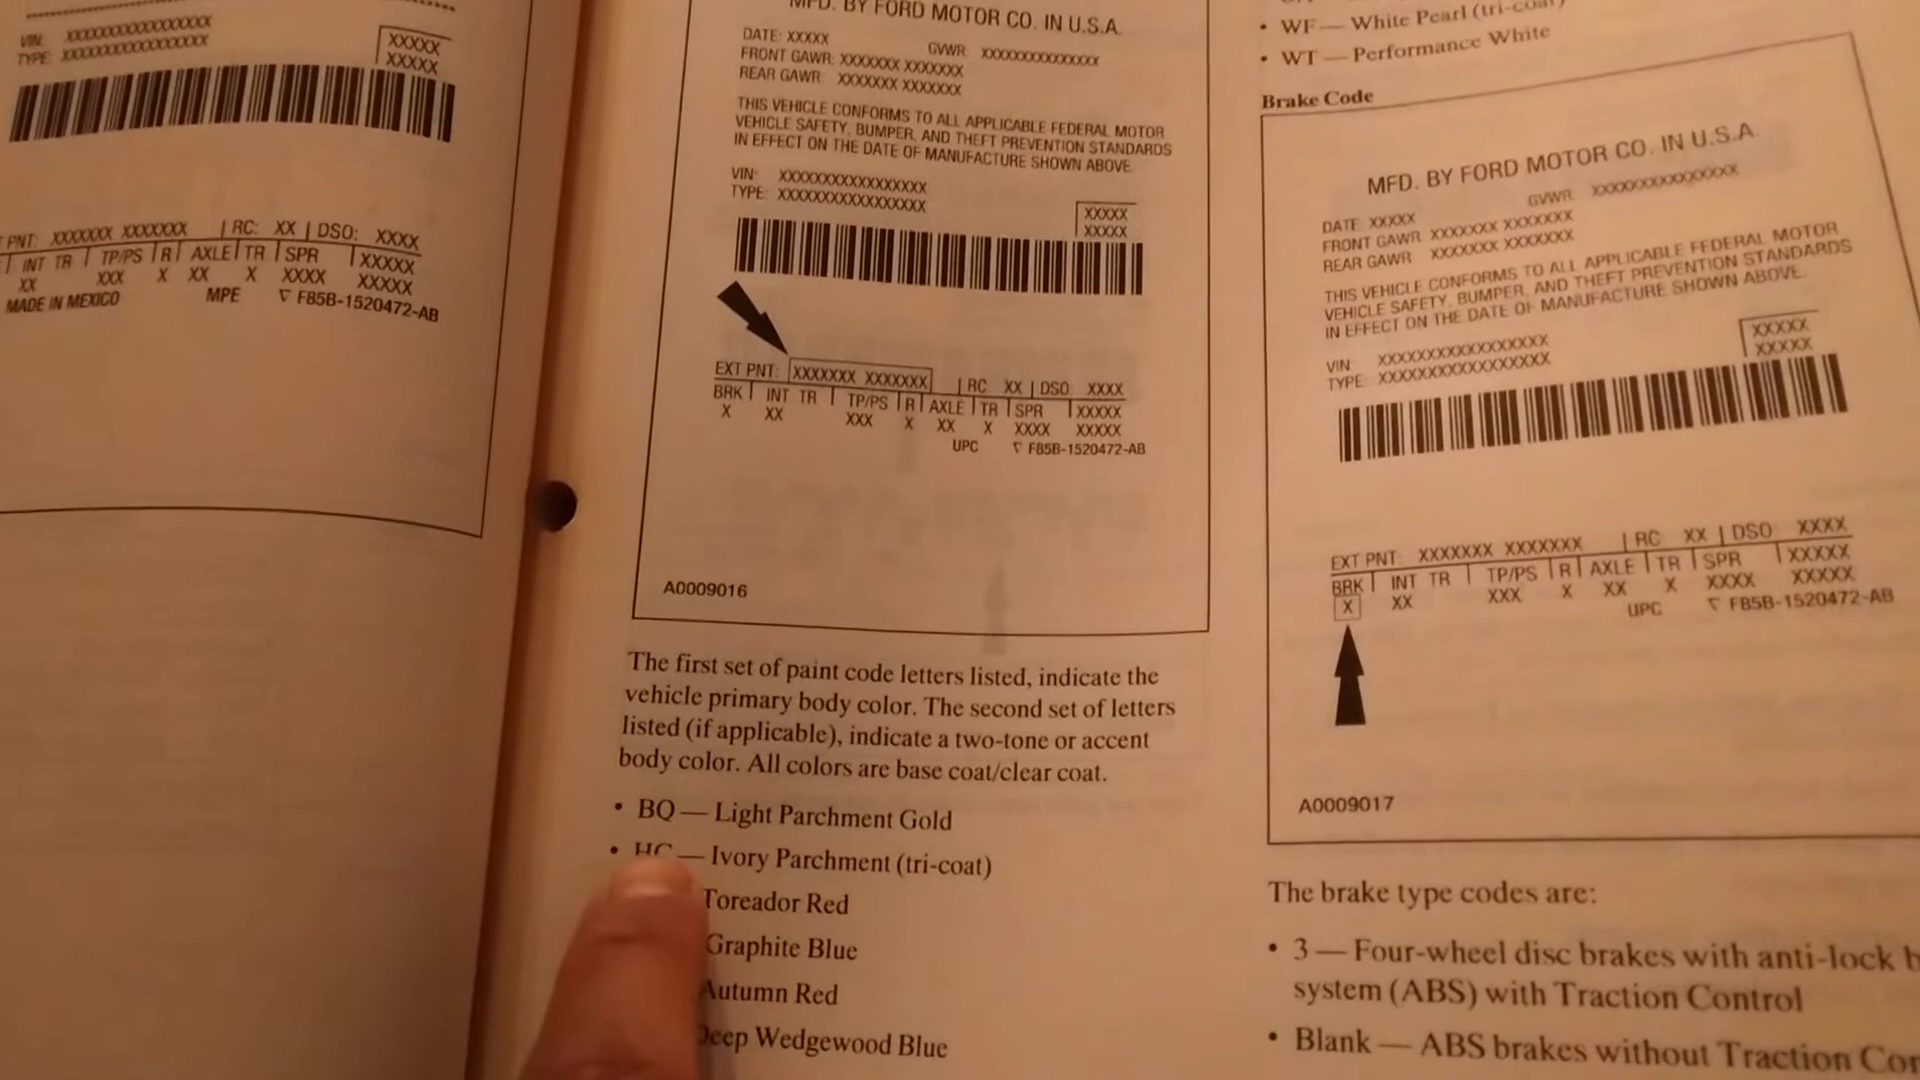 VIN: XXXXXXXXXXXXXXXXX
TYPE: XXXXXXXXXXXXXXXXX
XXXXX
XXXXX
PNT: XXXXXXX XXXXXXX | RC: XX | DSO: XXXX
INT TR | TP/PS | R | AXLE | TR | SPR | XXXXX
XX XXX X XX X XXXX XXXXX
MADE IN MEXICO MPE F85B-1520472-AB
MFD. BY FORD MOTOR CO. IN U.S.A.
DATE: XXXXX GVWR: XXXXXXXXXXXXXXX
FRONT GAWR: XXXXXXX XXXXXXX
REAR GAWR: XXXXXXX XXXXXXX
THIS VEHICLE CONFORMS TO ALL APPLICABLE FEDERAL MOTOR
VEHICLE SAFETY, BUMPER, AND THEFT PREVENTION STANDARDS
IN EFFECT ON THE DATE OF MANUFACTURE SHOWN ABOVE.
VIN: XXXXXXXXXXXXXXXXX
TYPE: XXXXXXXXXXXXXXXXX
XXXXX
XXXXX
EXT PNT: XXXXXXX XXXXXXX | RC XX | DSO XXXX
BRK | INT TR | TP/PS | R | AXLE | TR | SPR | XXXXX
X XX XXX X XX X XXXX XXXXX
UPC F85B-1520472-AB
A0009016
The first set of paint code letters listed, indicate the
vehicle primary body color. The second set of letters
listed (if applicable), indicate a two-tone or accent
body color. All colors are base coat/clear coat.
• BQ — Light Parchment Gold
• HG — Ivory Parchment (tri-coat)
Toreador Red
Graphite Blue
Autumn Red
Deep Wedgewood Blue
• WF — White Pearl (tri-coat)
• WT — Performance White
Brake Code
MFD. BY FORD MOTOR CO. IN U.S.A.
GVWR: XXXXXXXXXXXXXXX
DATE: XXXXX
FRONT GAWR XXXXXXX XXXXXXX
REAR GAWR XXXXXXX XXXXXXX
THIS VEHICLE CONFORMS TO ALL APPLICABLE FEDERAL MOTOR
VEHICLE SAFETY, BUMPER, AND THEFT PREVENTION STANDARDS
IN EFFECT ON THE DATE OF MANUFACTURE SHOWN ABOVE.
VIN: XXXXXXXXXXXXXXXXX
TYPE XXXXXXXXXXXXXXXXX
XXXXX
XXXXX
EXT PNT: XXXXXXX XXXXXXX | RC XX | DSO XXXX
BRK | INT TR | TP/PS | R | AXLE | TR | SPR | XXXXX
X XX XXX X XX X XXXX XXXXX
UPC F85B-1520472-AB
A0009017
The brake type codes are:
• 3 — Four-wheel disc brakes with anti-lock
system (ABS) with Traction Control
• Blank — ABS brakes without Traction